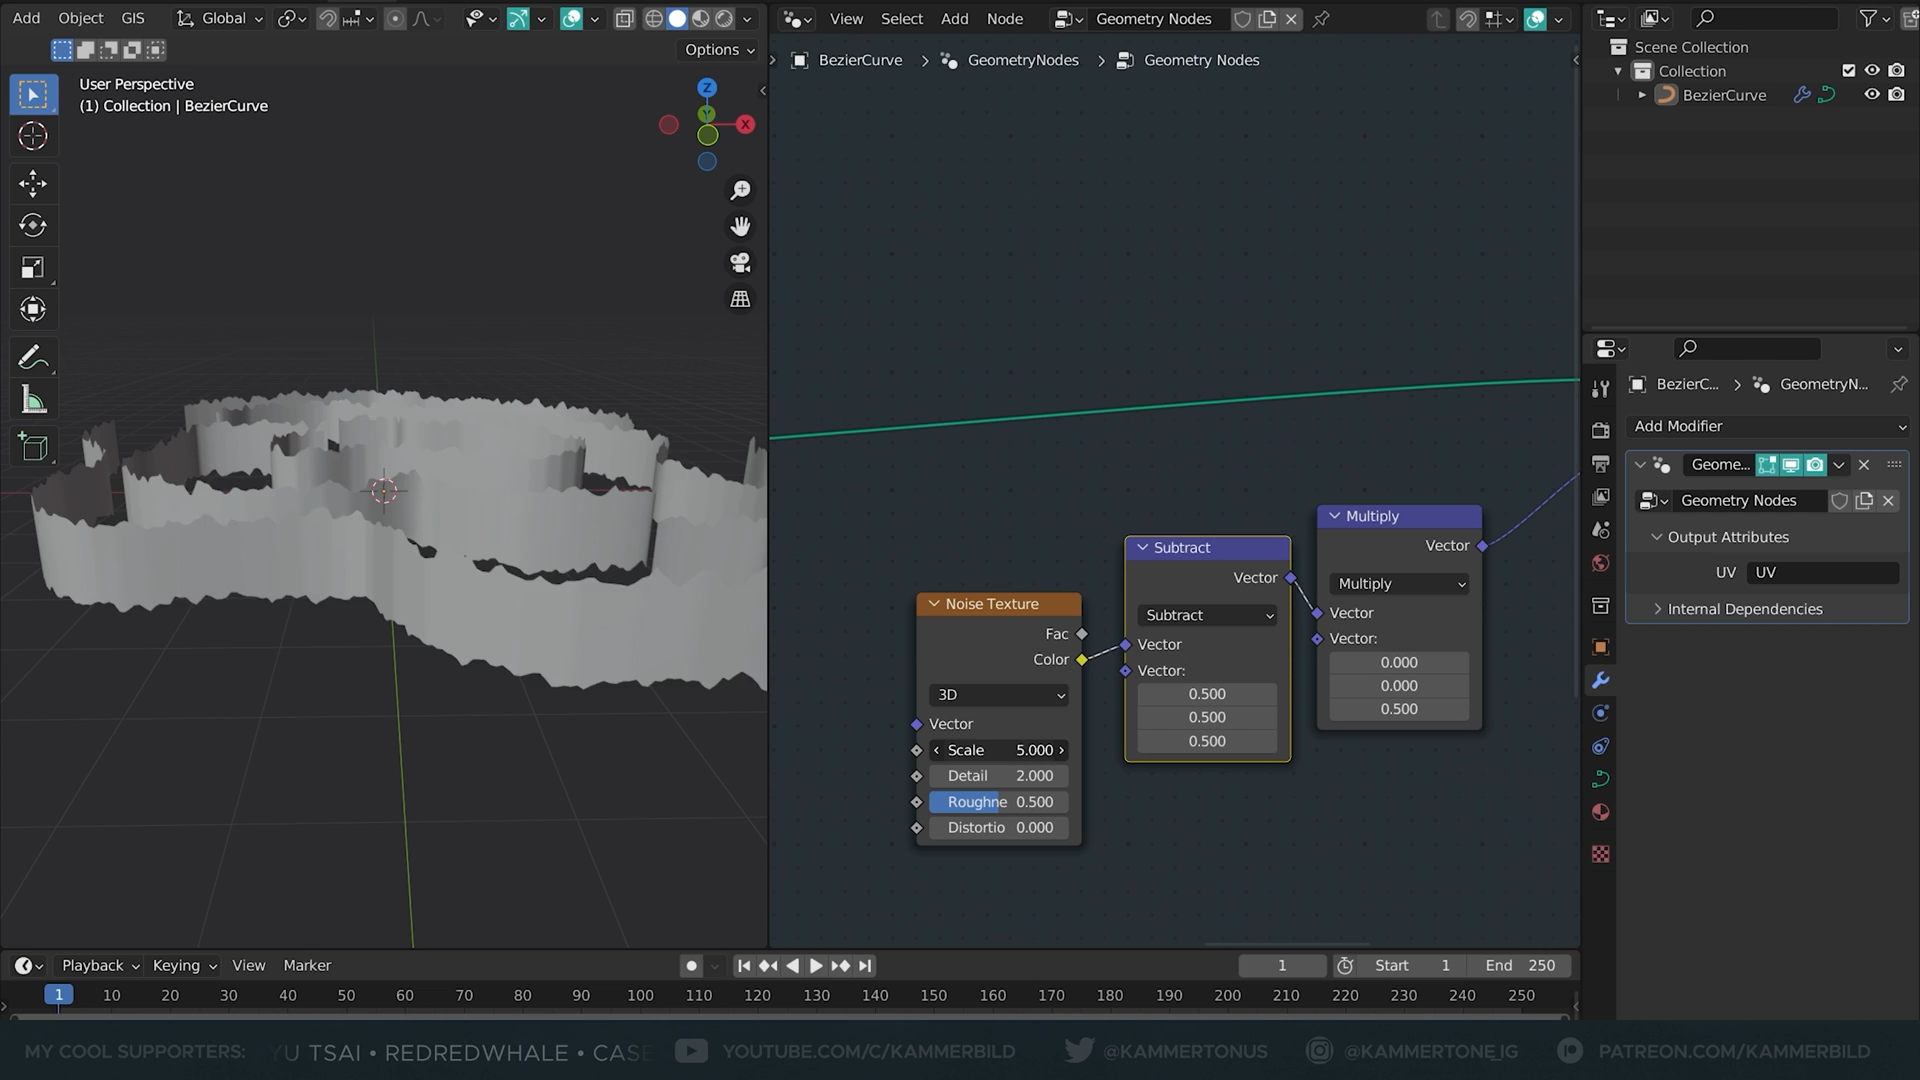 Add Object GIS Global
Options
User Perspective
(1) Collection | BezierCurve
Z
Y
X
View Select Add Node Geometry Nodes
BezierCurve > GeometryNodes > Geometry Nodes
Multiply
Vector
Multiply
Vector
Vector:
0.000
0.000
0.500
Subtract
Vector
Subtract
Vector
Vector:
0.500
0.500
0.500
Noise Texture
Fac
Color
3D
Vector
Scale 5.000
Detail 2.000
Roughne 0.500
Distortio 0.000
Scene Collection
Collection
BezierCurve
BezierC... > GeometryN...
Add Modifier
Geome...
Geometry Nodes
Output Attributes
UV UV
Internal Dependencies
Playback Keying View Marker
1 Start 1 End 250
1 10 20 30 40 50 60 70 80 90 100 110 120 130 140 150 160 170 180 190 200 210 220 230 240 250
MY COOL SUPPORTERS: YU TSAI • REDREDWHALE • CASE
YOUTUBE.COM/C/KAMMERBILD @KAMMERTONUS @KAMMERTONE_IG PATREON.COM/KAMMERBILD